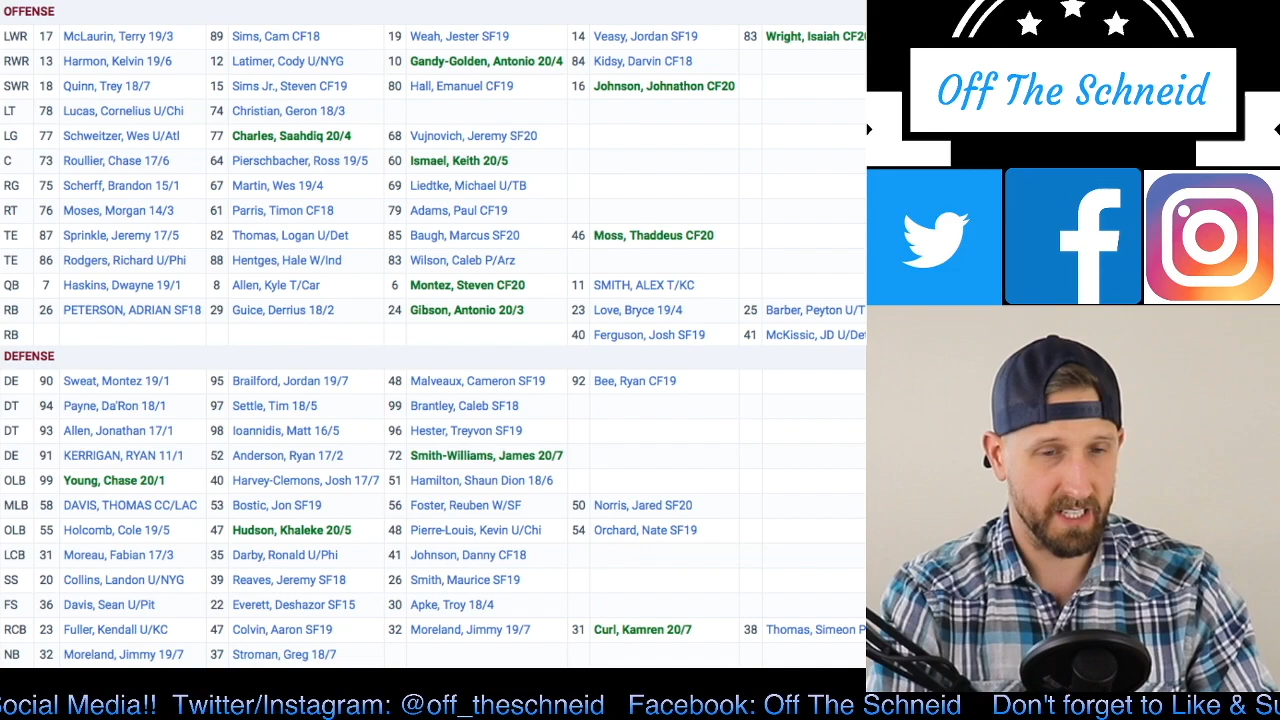 OFFENSE
LWR 17 McLaurin, Terry 19/3 89 Sims, Cam CF18 19 Weah, Jester SF19 14 Veasy, Jordan SF19 83 Wright, Isaiah CF20
RWR 13 Harmon, Kelvin 19/6 12 Latimer, Cody U/NYG 10 Gandy-Golden, Antonio 20/4 84 Kidsy, Darvin CF18
SWR 18 Quinn, Trey 18/7 15 Sims Jr., Steven CF19 80 Hall, Emanuel CF19 16 Johnson, Johnathon CF20
LT 78 Lucas, Cornelius U/Chi 74 Christian, Geron 18/3
LG 77 Schweitzer, Wes U/Atl 77 Charles, Saahdiq 20/4 68 Vujnovich, Jeremy SF20
C 73 Roullier, Chase 17/6 64 Pierschbacher, Ross 19/5 60 Ismael, Keith 20/5
RG 75 Scherff, Brandon 15/1 67 Martin, Wes 19/4 69 Liedtke, Michael U/TB
RT 76 Moses, Morgan 14/3 61 Parris, Timon CF18 79 Adams, Paul CF19
TE 87 Sprinkle, Jeremy 17/5 82 Thomas, Logan U/Det 85 Baugh, Marcus SF20 46 Moss, Thaddeus CF20
TE 86 Rodgers, Richard U/Phi 88 Hentges, Hale W/Ind 83 Wilson, Caleb P/Arz
QB 7 Haskins, Dwayne 19/1 8 Allen, Kyle T/Car 6 Montez, Steven CF20 11 SMITH, ALEX T/KC
RB 26 PETERSON, ADRIAN SF18 29 Guice, Derrius 18/2 24 Gibson, Antonio 20/3 23 Love, Bryce 19/4 25 Barber, Peyton U/T
RB 40 Ferguson, Josh SF19 41 McKissic, JD U/Det
DEFENSE
DE 90 Sweat, Montez 19/1 95 Brailford, Jordan 19/7 48 Malveaux, Cameron SF19 92 Bee, Ryan CF19
DT 94 Payne, Da'Ron 18/1 97 Settle, Tim 18/5 99 Brantley, Caleb SF18
DT 93 Allen, Jonathan 17/1 98 Ioannidis, Matt 16/5 96 Hester, Treyvon SF19
DE 91 KERRIGAN, RYAN 11/1 52 Anderson, Ryan 17/2 72 Smith-Williams, James 20/7
OLB 99 Young, Chase 20/1 40 Harvey-Clemons, Josh 17/7 51 Hamilton, Shaun Dion 18/6
MLB 58 DAVIS, THOMAS CC/LAC 53 Bostic, Jon SF19 56 Foster, Reuben W/SF 50 Norris, Jared SF20
OLB 55 Holcomb, Cole 19/5 47 Hudson, Khaleke 20/5 48 Pierre-Louis, Kevin U/Chi 54 Orchard, Nate SF19
LCB 31 Moreau, Fabian 17/3 35 Darby, Ronald U/Phi 41 Johnson, Danny CF18
SS 20 Collins, Landon U/NYG 39 Reaves, Jeremy SF18 26 Smith, Maurice SF19
FS 36 Davis, Sean U/Pit 22 Everett, Deshazor SF15 30 Apke, Troy 18/4
RCB 23 Fuller, Kendall U/KC 47 Colvin, Aaron SF19 32 Moreland, Jimmy 19/7 31 Curl, Kamren 20/7 38 Thomas, Simeon P
NB 32 Moreland, Jimmy 19/7 37 Stroman, Greg 18/7
Off The Schneid
f
ocial Media!! Twitter/Instagram: @off_theschneid Facebook: Off The Schneid Don't forget to Like & Su